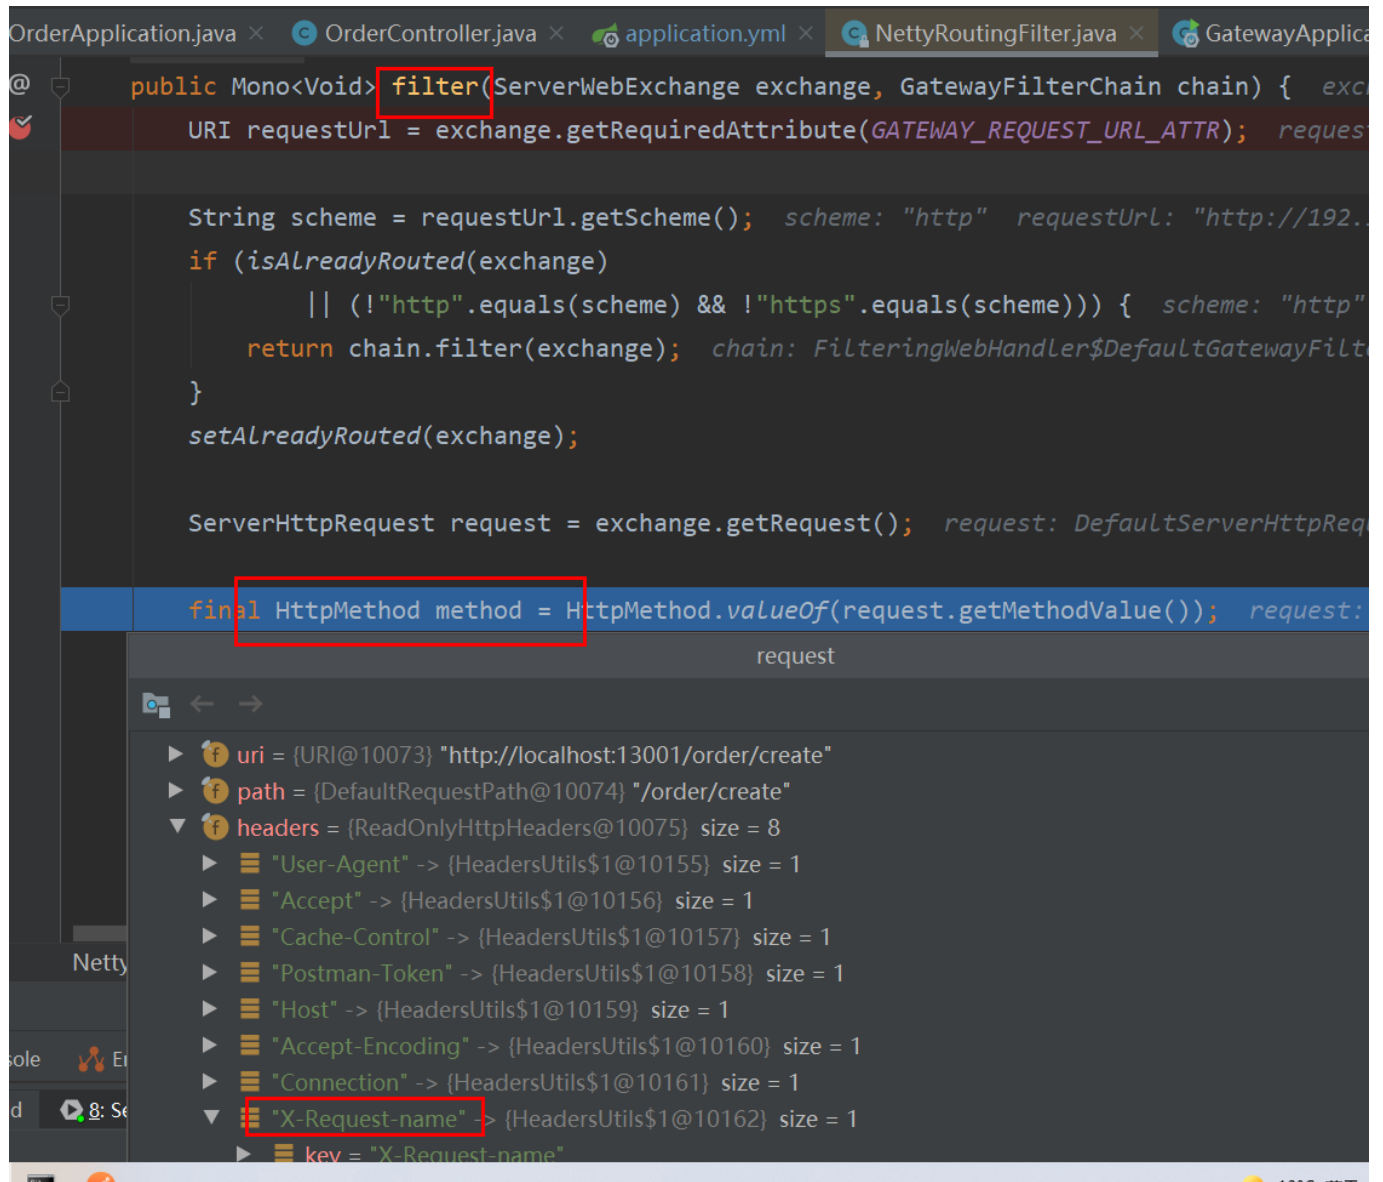 OrderApplication.java × OrderController.java × application.yml × NettyRoutingFilter.java × GatewayApplica
public Mono<Void> filter(ServerWebExchange exchange, GatewayFilterChain chain) { exc
URI requestUrl = exchange.getRequiredAttribute(GATEWAY_REQUEST_URL_ATTR); reques
String scheme = requestUrl.getScheme(); scheme: "http" requestUrl: "http://192..
if (isAlreadyRouted(exchange)
|| (!"http".equals(scheme) && !"https".equals(scheme))) { scheme: "http"
return chain.filter(exchange); chain: FilteringWebHandler$DefaultGatewayFilt
}
setAlreadyRouted(exchange);
ServerHttpRequest request = exchange.getRequest(); request: DefaultServerHttpRequ
final HttpMethod method = HttpMethod.valueOf(request.getMethodValue()); request:
request
uri = {URI@10073} "http://localhost:13001/order/create"
path = {DefaultRequestPath@10074} "/order/create"
headers = {ReadOnlyHttpHeaders@10075} size = 8
"User-Agent" -> {HeadersUtils$1@10155} size = 1
"Accept" -> {HeadersUtils$1@10156} size = 1
"Cache-Control" -> {HeadersUtils$1@10157} size = 1
Netty
"Postman-Token" -> {HeadersUtils$1@10158} size = 1
"Host" -> {HeadersUtils$1@10159} size = 1
sole En
"Accept-Encoding" -> {HeadersUtils$1@10160} size = 1
"Connection" -> {HeadersUtils$1@10161} size = 1
d 8: Se
"X-Request-name" -> {HeadersUtils$1@10162} size = 1
key = "X-Request-name"